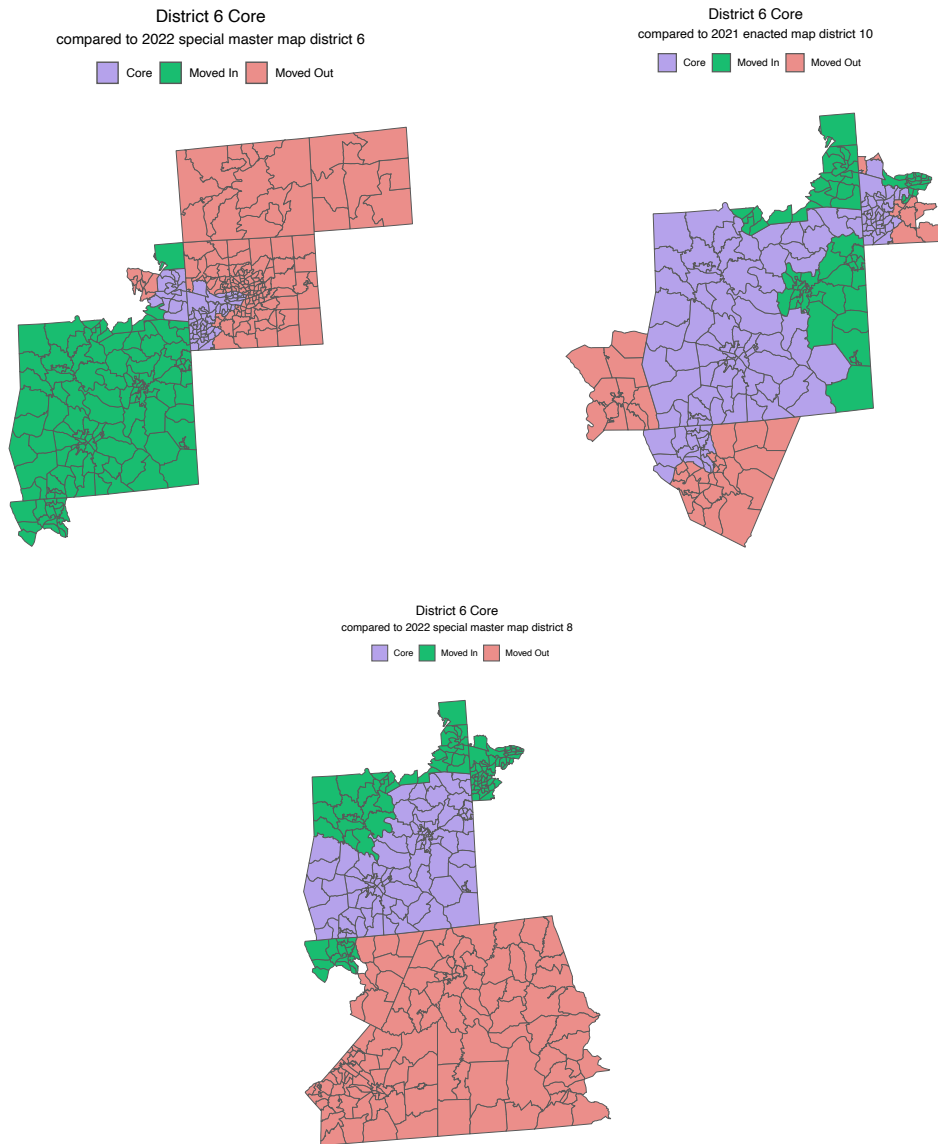 District 6 Core
compared to 2022 special master map district 6
Core Moved In Moved Out
District 6 Core
compared to 2021 enacted map district 10
Core Moved In Moved Out
District 6 Core
compared to 2022 special master map district 8
Core Moved In Moved Out